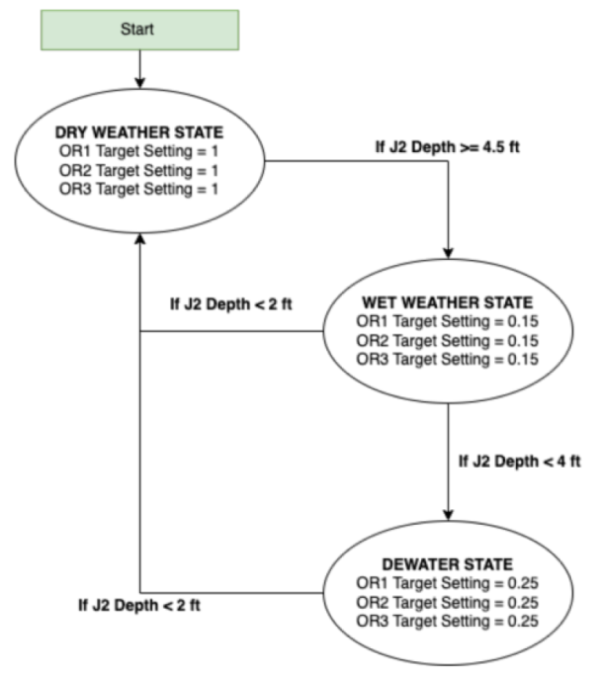 Start
DRY WEATHER STATE
OR1 Target Setting = 1
OR2 Target Setting = 1
OR3 Target Setting = 1
If J2 Depth >= 4.5 ft
If J2 Depth < 2 ft
WET WEATHER STATE
OR1 Target Setting = 0.15
OR2 Target Setting = 0.15
OR3 Target Setting = 0.15
If J2 Depth < 4 ft
DEWATER STATE
OR1 Target Setting = 0.25
OR2 Target Setting = 0.25
OR3 Target Setting = 0.25
If J2 Depth < 2 ft